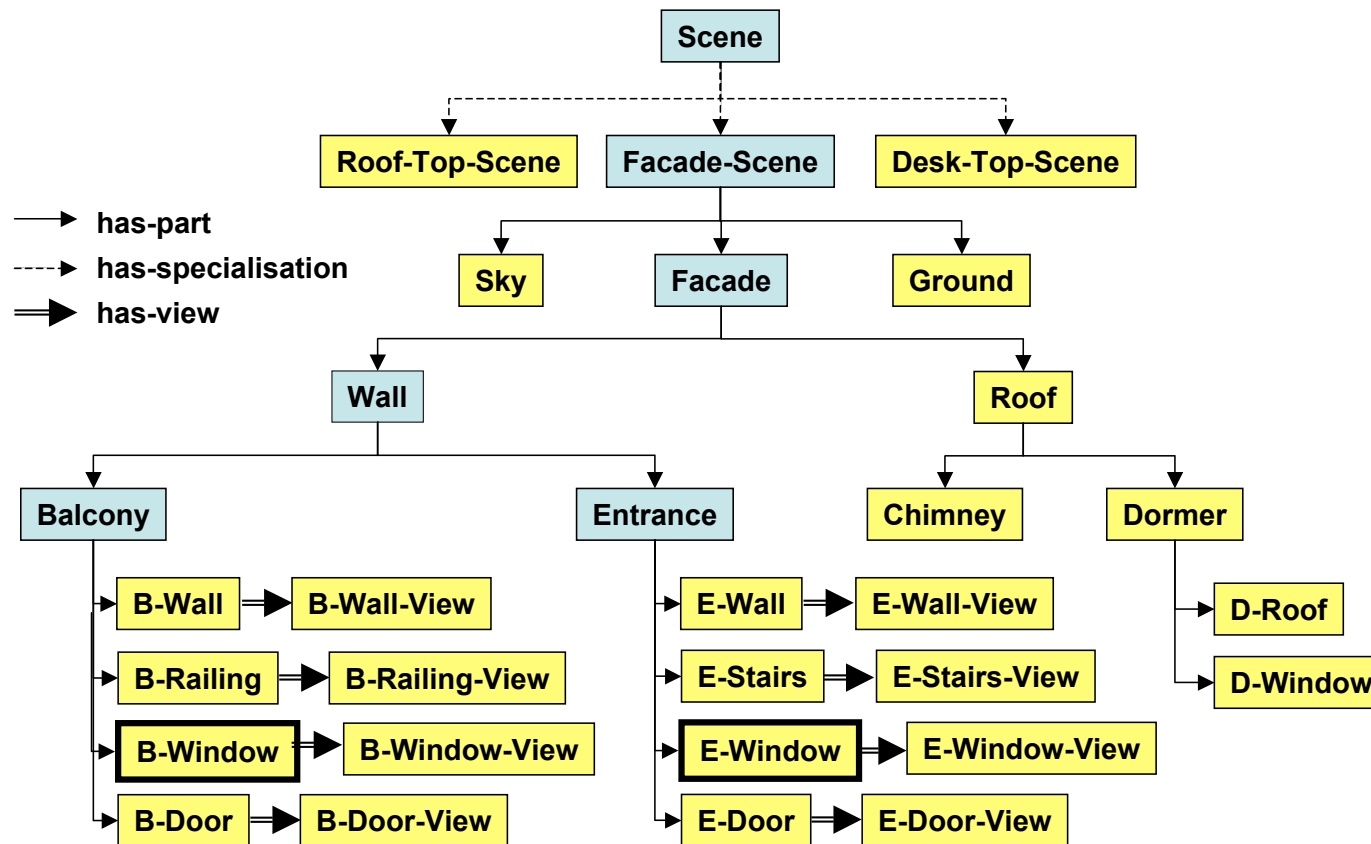 Scene
Roof-Top-Scene
Facade-Scene
Desk-Top-Scene
has-part
has-specialisation
has-view
Sky
Facade
Ground
Wall
Roof
Balcony
Entrance
Chimney
Dormer
B-Wall
B-Wall-View
E-Wall
E-Wall-View
D-Roof
B-Railing
B-Railing-View
E-Stairs
E-Stairs-View
D-Window
B-Window
B-Window-View
E-Window
E-Window-View
B-Door
B-Door-View
E-Door
E-Door-View